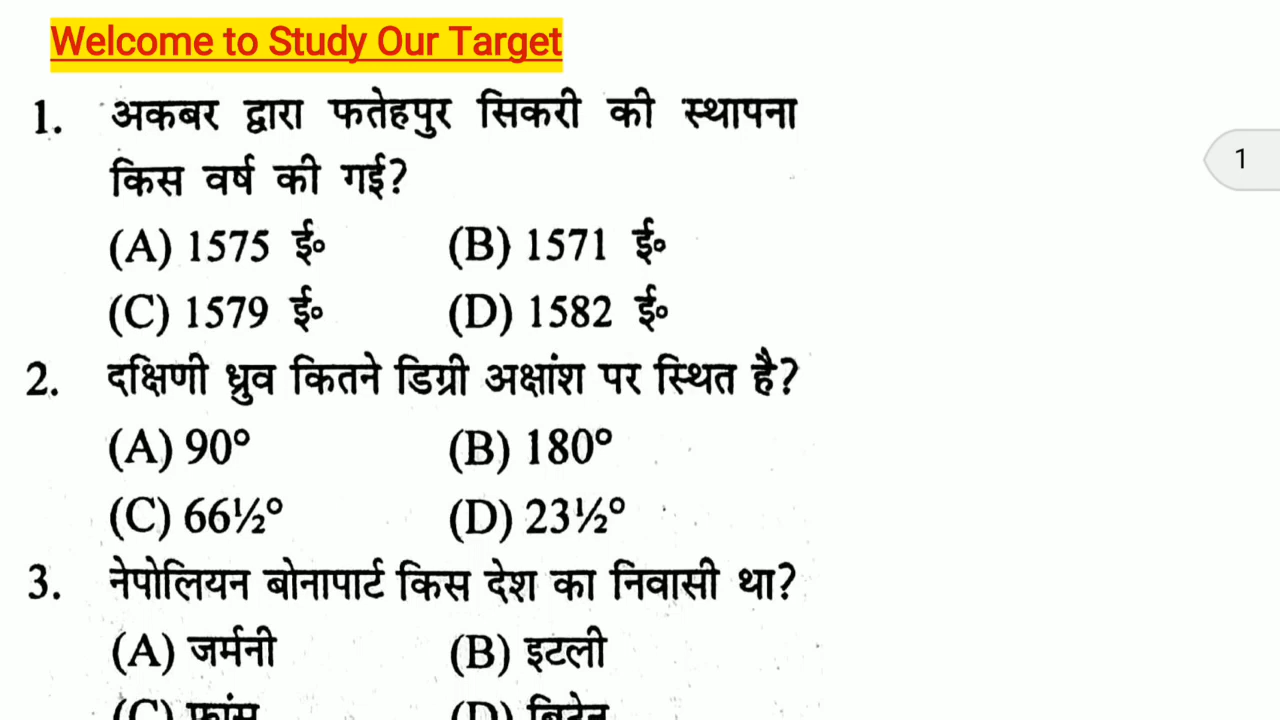 Welcome to Study Our Target
1. अकबर द्वारा फतेहपुर सिकरी की स्थापना
किस वर्ष की गई?
(A) 1575 ई० (B) 1571 ई०
(C) 1579 ई० (D) 1582 ई०
2. दक्षिणी ध्रुव कितने डिग्री अक्षांश पर स्थित है?
(A) 90° (B) 180°
(C) 66½° (D) 23½°
3. नेपोलियन बोनापार्ट किस देश का निवासी था?
(A) जर्मनी (B) इटली
(C) फ्रांस (D) ब्रिटेन
1